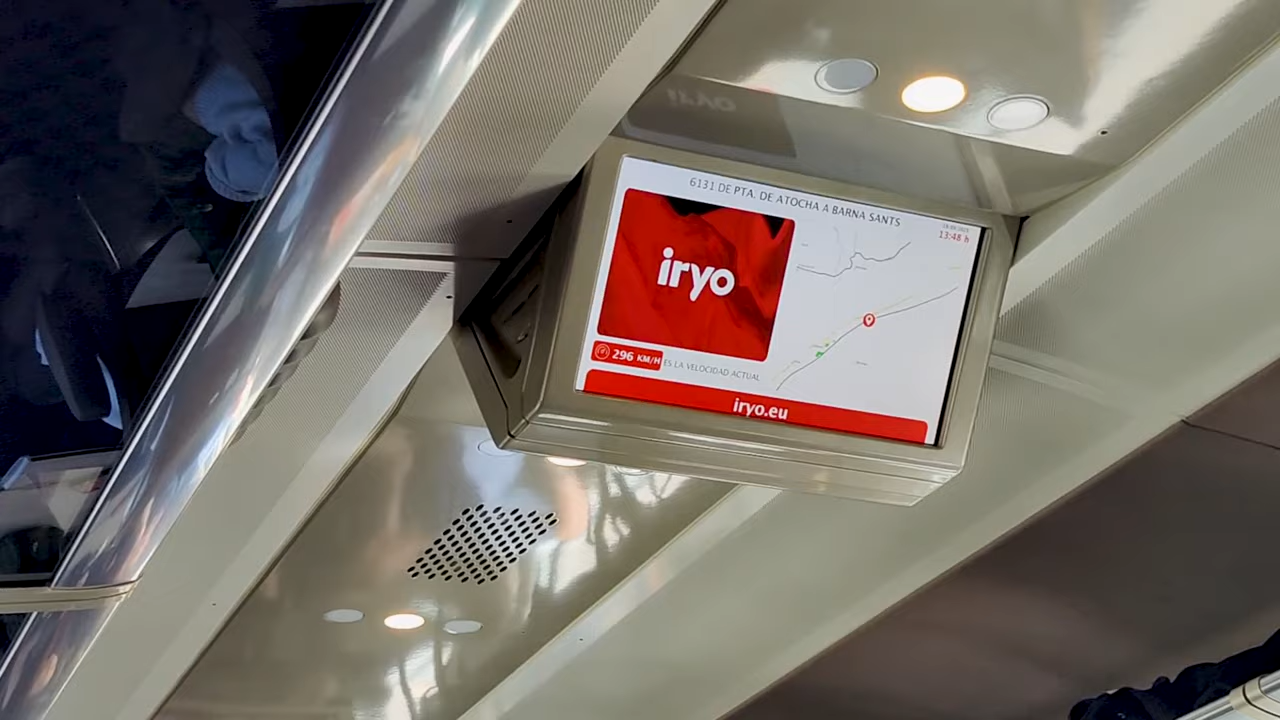 6131 DE PTA. DE ATOCHA A BARNA SANTS
13:48 h
iryo
296 KM/H ES LA VELOCIDAD ACTUAL
iryo.eu